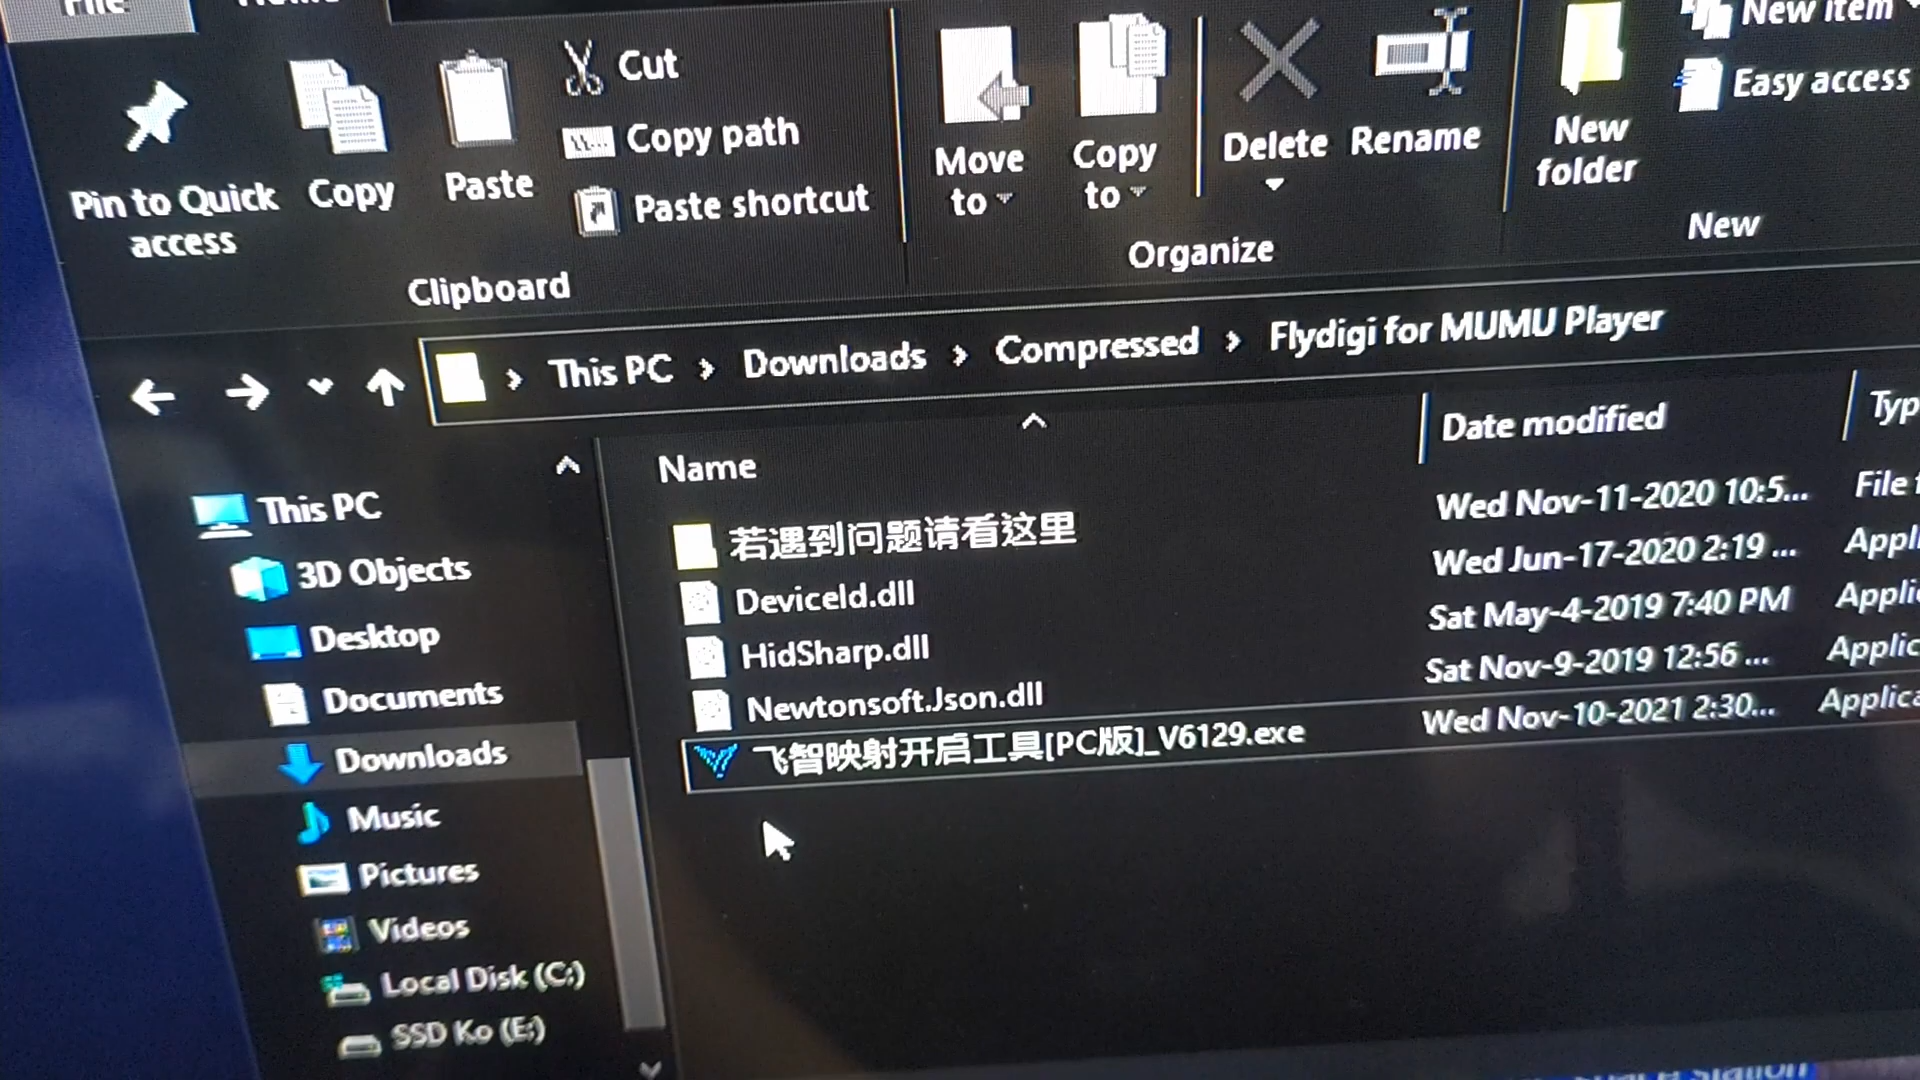 File
Cut
Copy path
Paste shortcut
Pin to Quick access
Copy
Paste
Clipboard
Move to
Copy to
Delete
Rename
Organize
New item
Easy access
New folder
New
This PC > Downloads > Compressed > Flydigi for MUMU Player
Name
Date modified
Typ
若遇到问题请看这里
Wed Nov-11-2020 10:5...
File
DeviceId.dll
Wed Jun-17-2020 2:19 ...
Appli
HidSharp.dll
Sat May-4-2019 7:40 PM
Applic
Newtonsoft.Json.dll
Sat Nov-9-2019 12:56 ...
Applic
飞智映射开启工具[PC版]_V6129.exe
Wed Nov-10-2021 2:30...
Applica
This PC
3D Objects
Desktop
Documents
Downloads
Music
Pictures
Videos
Local Disk (C:)
SSD Ko (E:)